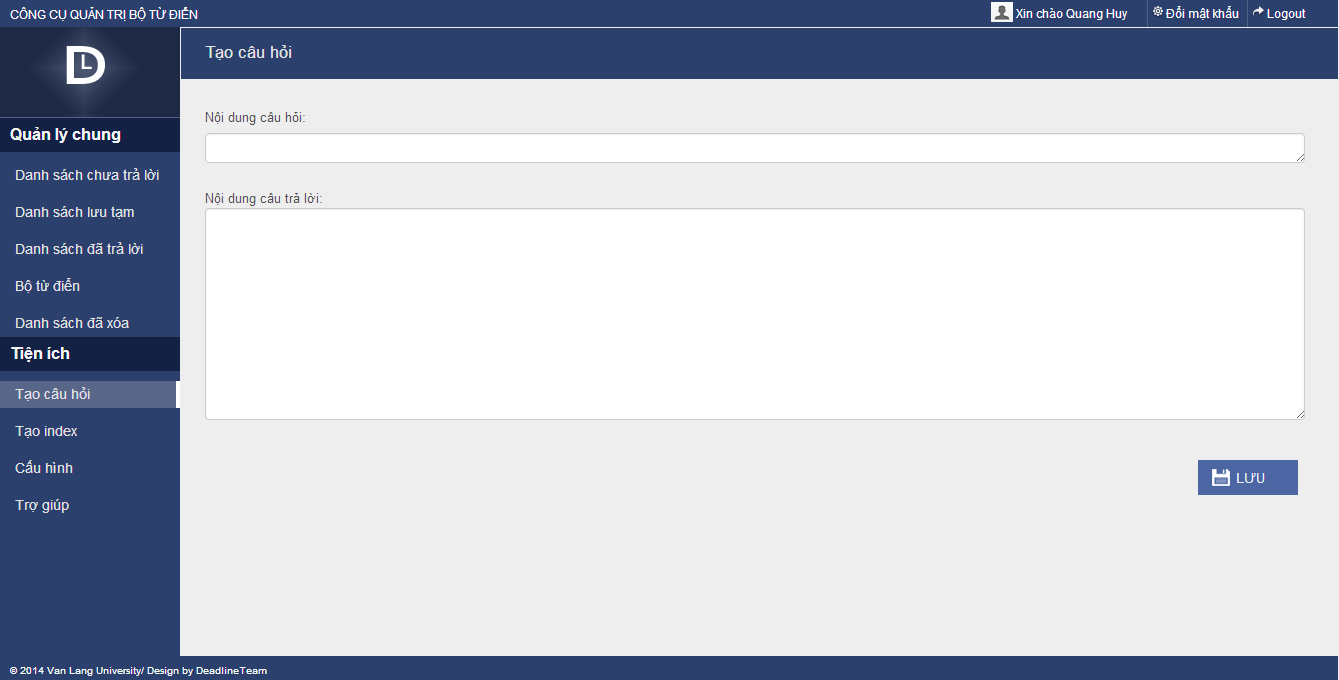 CÔNG CỤ QUẢN TRỊ BỘ TỪ ĐIỂN
Xin chào Quang Huy
Đổi mật khẩu
Logout
DL
Tạo câu hỏi
Quản lý chung
Danh sách chưa trả lời
Danh sách lưu tạm
Danh sách đã trả lời
Bộ từ điển
Danh sách đã xóa
Tiện ích
Tạo câu hỏi
Tạo index
Cấu hình
Trợ giúp
Nội dung câu hỏi:
Nội dung câu trả lời:
LƯU
© 2014 Van Lang University/ Design by DeadlineTeam